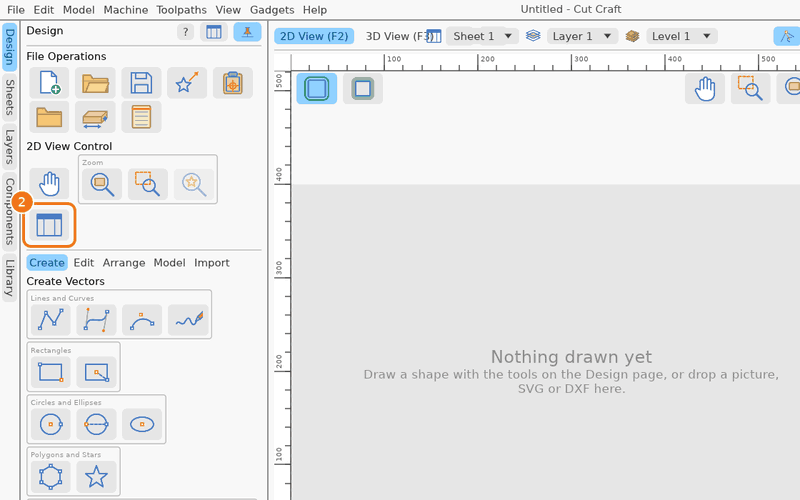 File Edit Model Machine Toolpaths View Gadgets Help
Untitled - Cut Craft
Design
?
2D View (F2) 3D View (F3) Sheet 1 Layer 1 Level 1
File Operations
2D View Control
Zoom
Design
Sheets
Layers
Components
Library
2
Create Edit Arrange Model Import
Create Vectors
Lines and Curves
Rectangles
Circles and Ellipses
Polygons and Stars
100 200 300 400 500
500
400
300
200
100
Nothing drawn yet
Draw a shape with the tools on the Design page, or drop a picture,
SVG or DXF here.